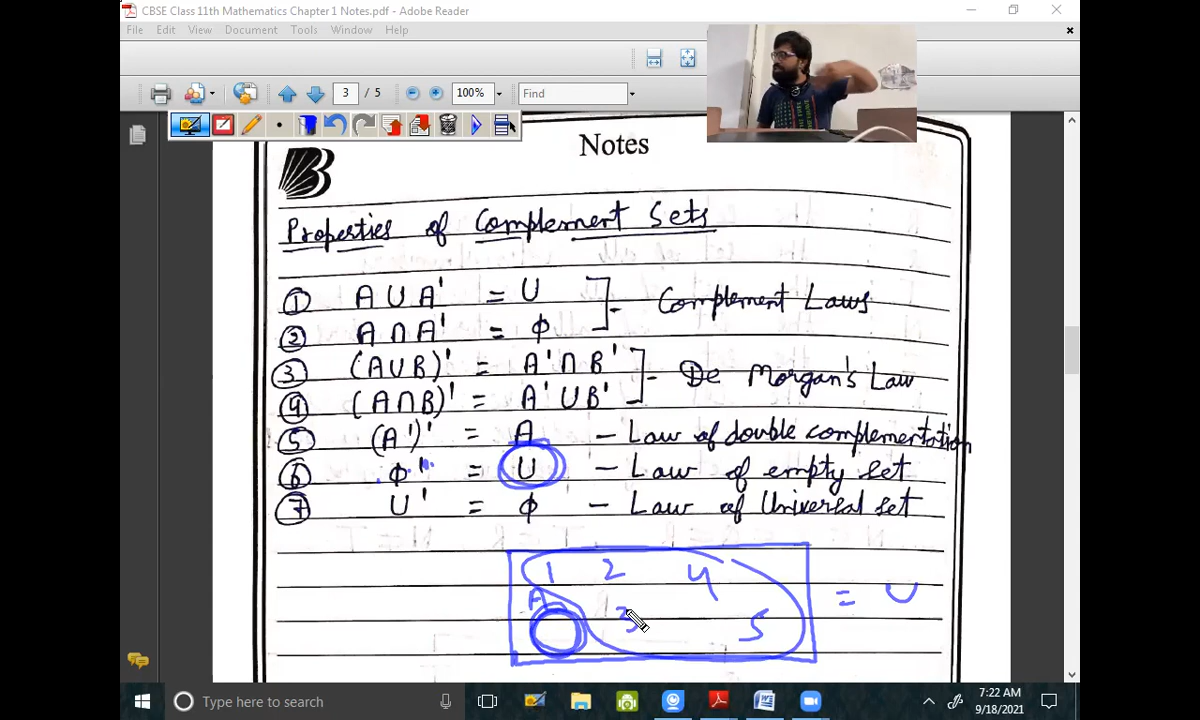 CBSE Class 11th Mathematics Chapter 1 Notes.pdf - Adobe Reader
File Edit View Document Tools Window Help
3 / 5 100% Find
B Notes
Properties of Complement Sets
① A ∪ A' = U
② A ∩ A' = ϕ
- Complement Laws
③ (A∪B)' = A'∩B'
④ (A∩B)' = A'∪B'
- De Morgan's Law
⑤ (A')' = A - Law of double complementation
⑥ ϕ' = U - Law of empty set
⑦ U' = ϕ - Law of Universal set
1 2 4
A 3 5 = U
Type here to search
7:22 AM
9/18/2021